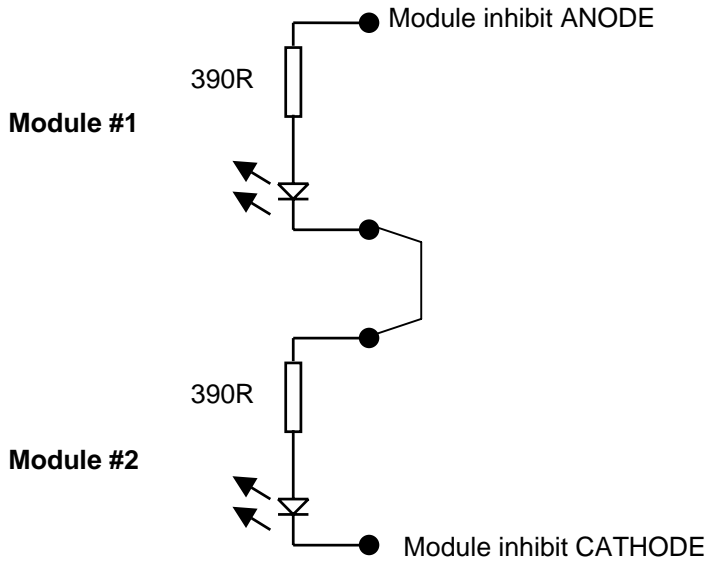 Module inhibit ANODE
390R
Module #1
390R
Module #2
Module inhibit CATHODE